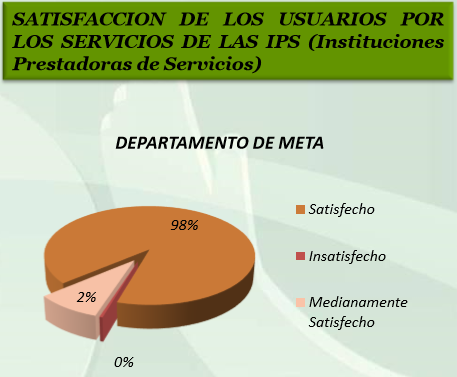 SATISFACCION DE LOS USUARIOS POR
LOS SERVICIOS DE LAS IPS (Instituciones
Prestadoras de Servicios)
DEPARTAMENTO DE META
98%
2%
0%
Satisfecho
Insatisfecho
Medianamente
Satisfecho